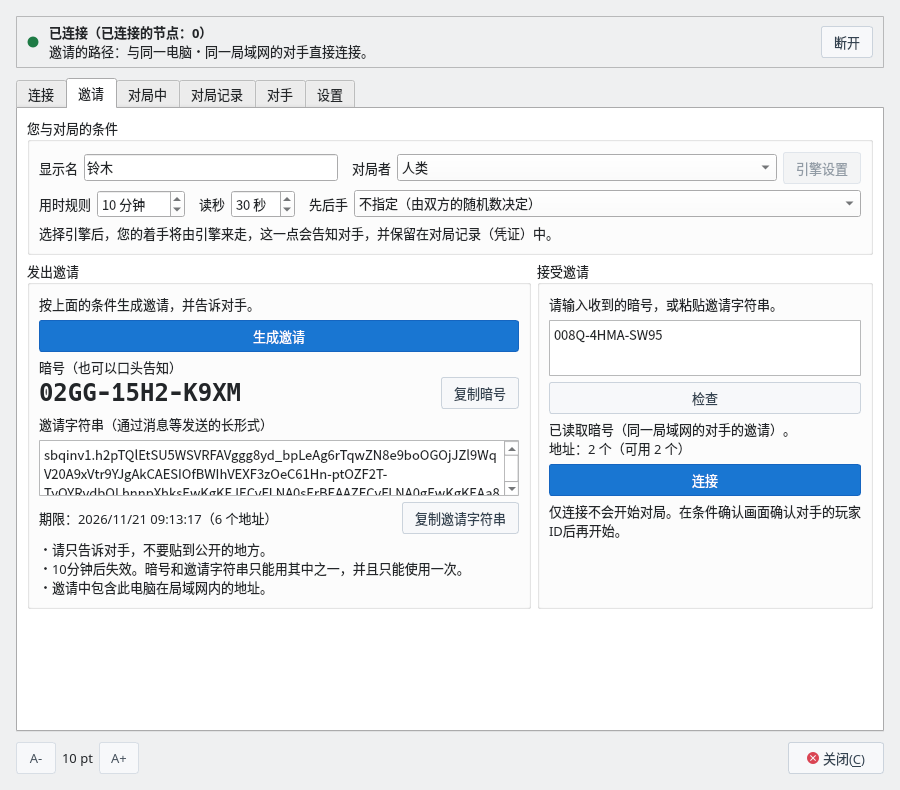 已连接（已连接的节点：0）
邀请的路径：与同一电脑・同一局域网的对手直接连接。
断开
连接 邀请 对局中 对局记录 对手 设置
您与对局的条件
显示名 铃木 对局者 人类 引擎设置
用时规则 10 分钟 读秒 30 秒 先后手 不指定（由双方的随机数决定）
选择引擎后，您的着手将由引擎来走，这一点会告知对手，并保留在对局记录（凭证）中。
发出邀请
按上面的条件生成邀请，并告诉对手。
生成邀请
暗号（也可以口头告知）
02GG-15H2-K9XM 复制暗号
邀请字符串（通过消息等发送的长形式）
sbqinv1.h2pTQlEtSU5WSVRFAVggg8yd_bpLeAg6rTqwZN8e9boOGOjJZl9Wq
V20A9xVtr9YJgAkCAESIOfBWIhVEXF3zOeC61Hn-ptOZF2T-
期限：2026/11/21 09:13:17（6 个地址） 复制邀请字符串
・请只告诉对手，不要贴到公开的地方。
・10分钟后失效。暗号和邀请字符串只能用其中之一，并且只能使用一次。
・邀请中包含此电脑在局域网内的地址。
接受邀请
请输入收到的暗号，或粘贴邀请字符串。
008Q-4HMA-SW95
检查
已读取暗号（同一局域网的对手的邀请）。
地址：2 个（可用 2 个）
连接
仅连接不会开始对局。在条件确认画面确认对手的玩家
ID后再开始。
A- 10 pt A+ 关闭(C)